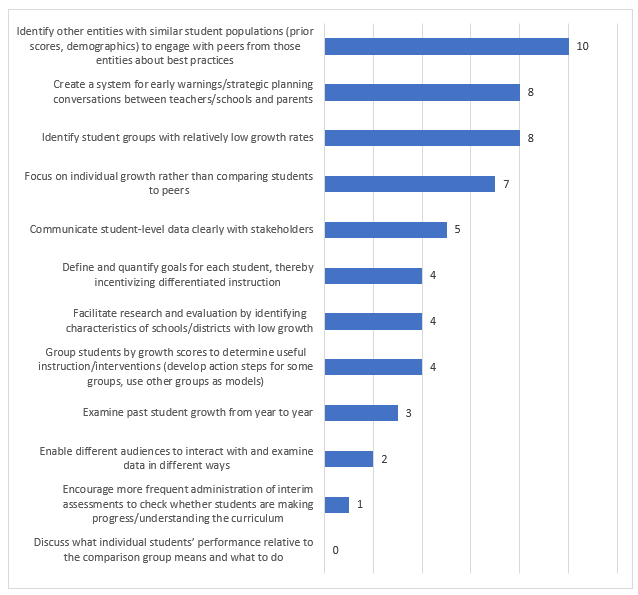 Identify other entities with similar student populations (prior
scores, demographics) to engage with peers from those
entities about best practices
10
Create a system for early warnings/strategic planning
conversations between teachers/schools and parents
8
Identify student groups with relatively low growth rates
8
Focus on individual growth rather than comparing students
to peers
7
Communicate student-level data clearly with stakeholders
5
Define and quantify goals for each student, thereby
incentivizing differentiated instruction
4
Facilitate research and evaluation by identifying
characteristics of schools/districts with low growth
4
Group students by growth scores to determine useful
instruction/interventions (develop action steps for some
groups, use other groups as models)
4
Examine past student growth from year to year
3
Enable different audiences to interact with and examine
data in different ways
2
Encourage more frequent administration of interim
assessments to check whether students are making
progress/understanding the curriculum
1
Discuss what individual students’ performance relative to
the comparison group means and what to do
0